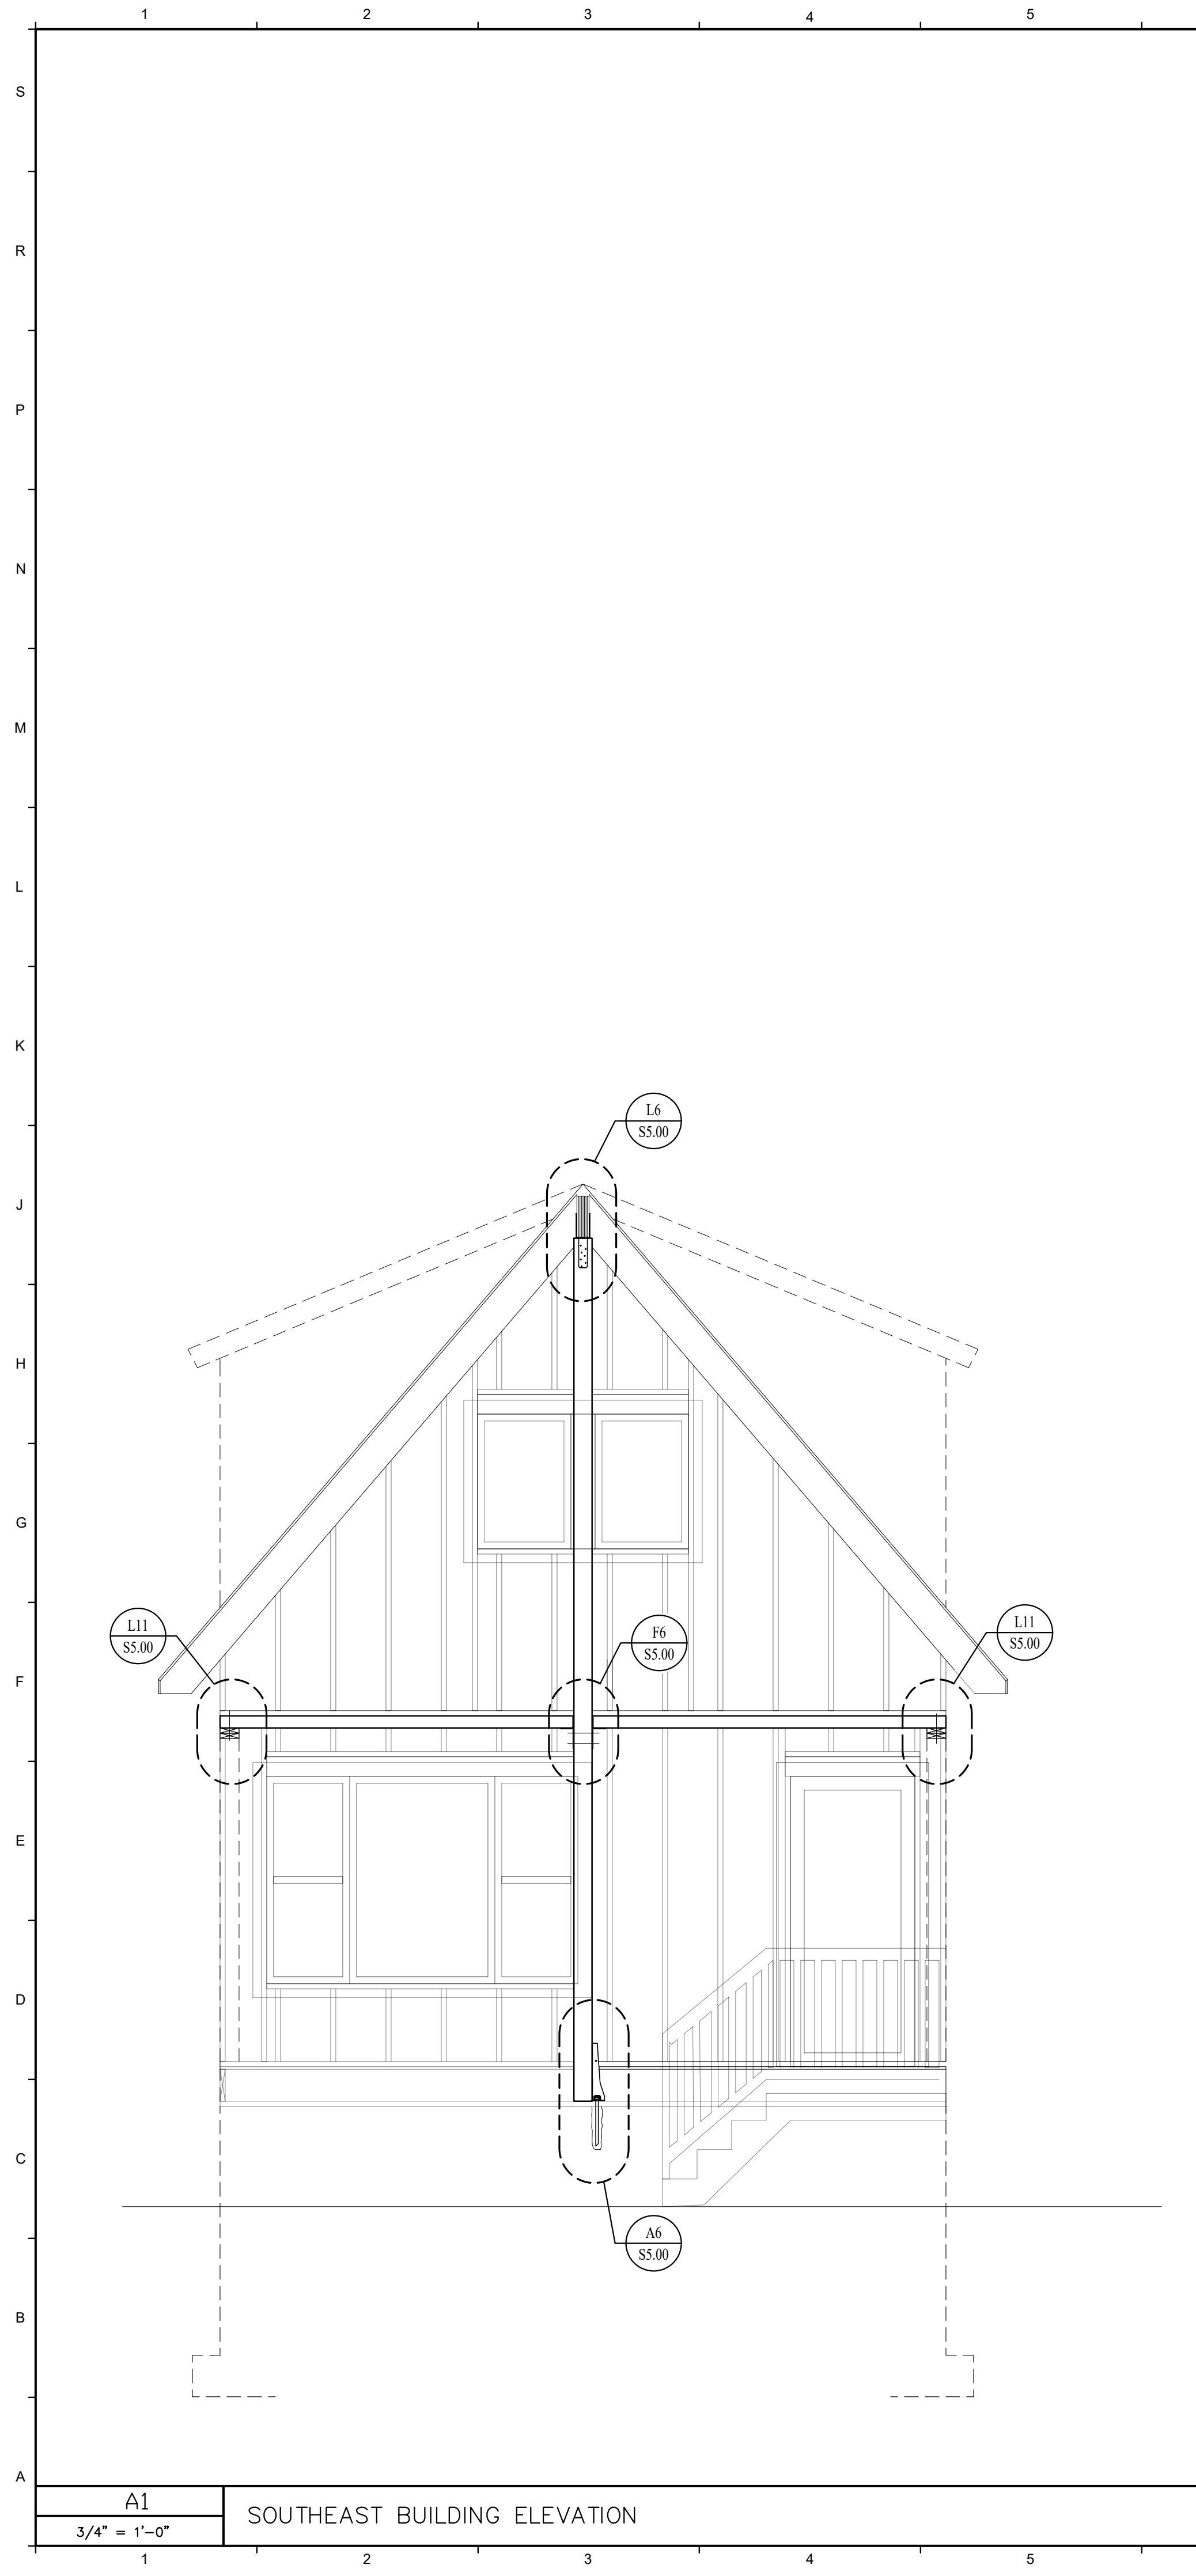 1 2 3 4 5
S
R
P
N
M
L
K
L6
S5.00
J
H
G
L11
S5.00
F6
S5.00
L11
S5.00
F
E
D
C
A6
S5.00
B
A
A1
3/4" = 1'-0"
SOUTHEAST BUILDING ELEVATION
1 2 3 4 5